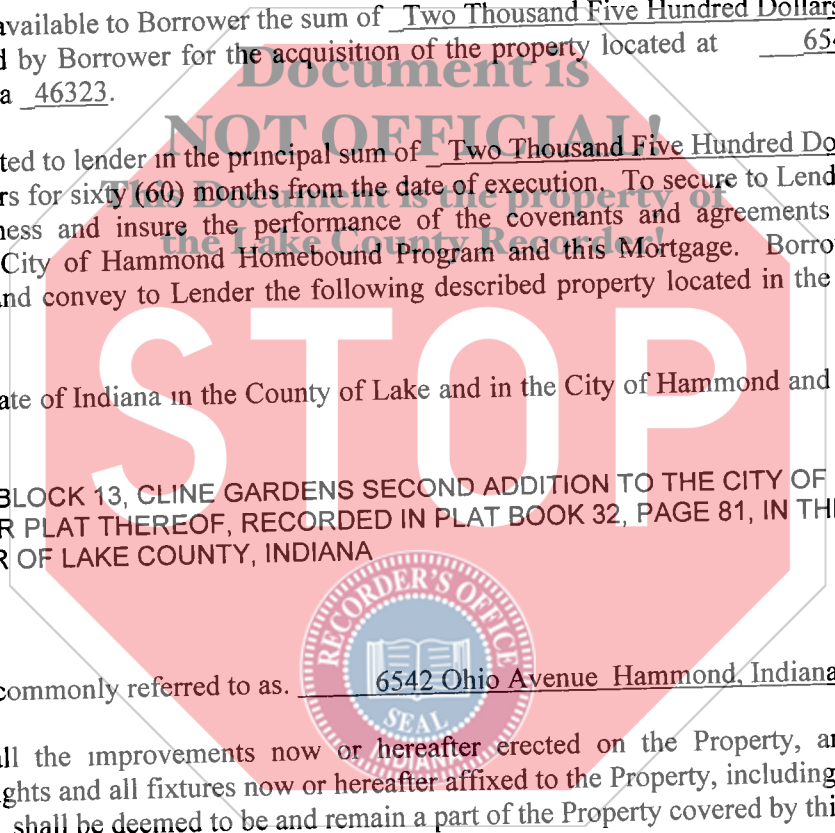 available to Borrower the sum of Two Thousand Five Hundred Dollars
d by Borrower for the acquisition of the property located at 654
a 46323.
Document is
NOT OFFICIAL!
This Document is the property of
the Lake County Recorder!
ted to lender in the principal sum of Two Thousand Five Hundred Do
rs for sixty (60) months from the date of execution. To secure to Lend
ness and insure the performance of the covenants and agreements
City of Hammond Homebound Program and this Mortgage. Borro
and convey to Lender the following described property located in the
STOP
ate of Indiana in the County of Lake and in the City of Hammond and
BLOCK 13, CLINE GARDENS SECOND ADDITION TO THE CITY OF
R PLAT THEREOF, RECORDED IN PLAT BOOK 32, PAGE 81, IN THE
R OF LAKE COUNTY, INDIANA
RECORDER'S OFFICE
SEAL
INDIANA
commonly referred to as. 6542 Ohio Avenue Hammond, Indiana
all the improvements now or hereafter erected on the Property, an
ghts and all fixtures now or hereafter affixed to the Property, including
shall be deemed to be and remain a part of the Property covered by thi